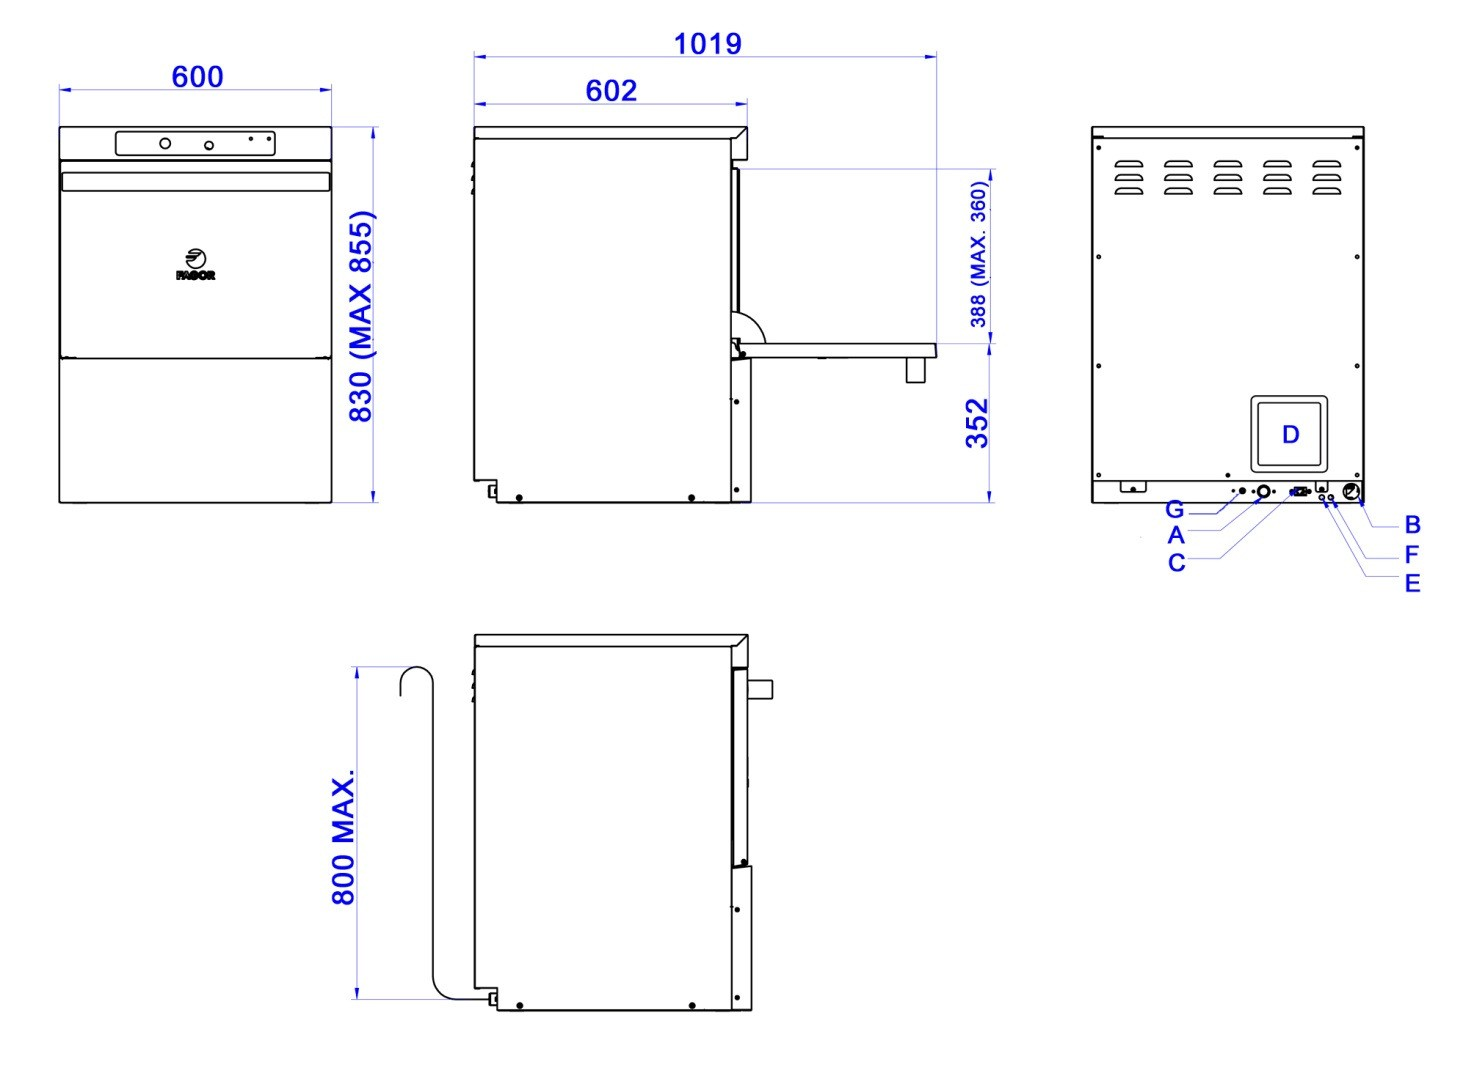 600
830 (MAX 855)
FAGOR
1019
602
388 (MAX. 360)
352
D
G
A
C
B
F
E
800 MAX.